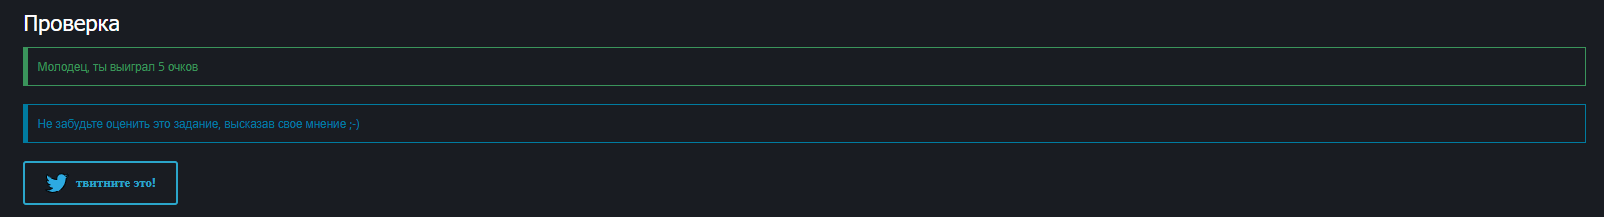 Проверка
Молодец, ты выиграл 5 очков
Не забудьте оценить это задание, высказав свое мнение ;-)
твитните это!